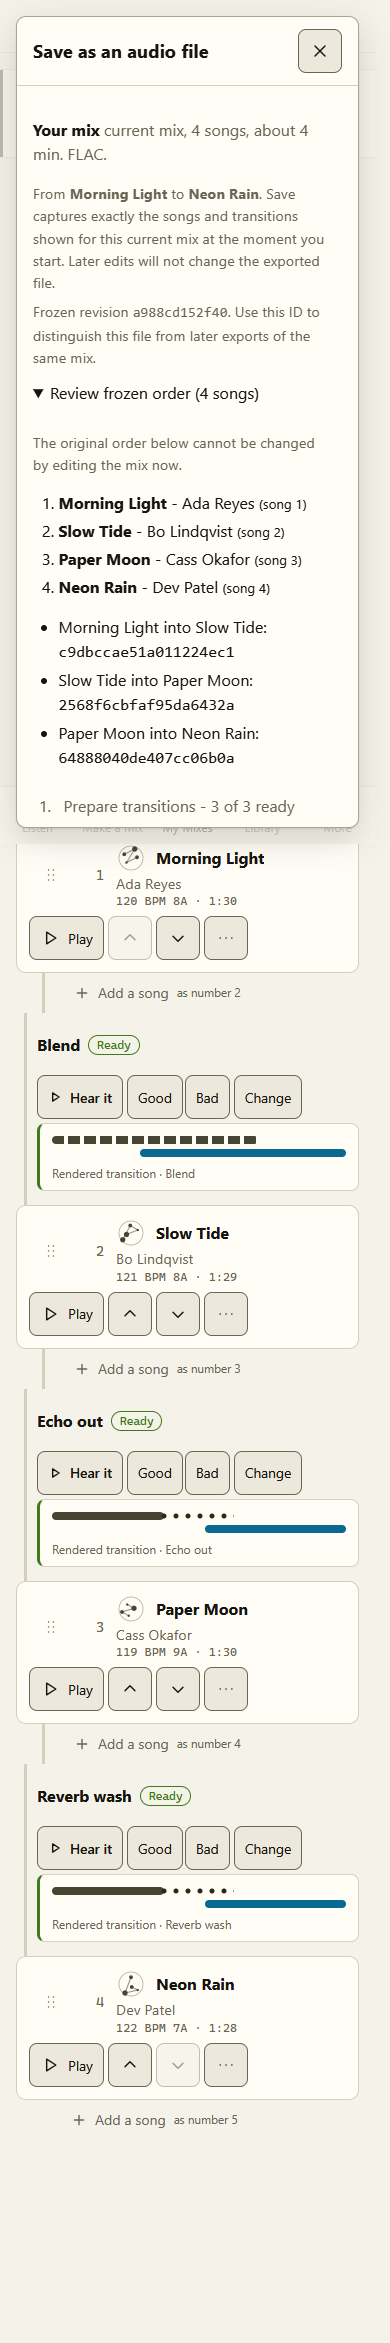 Save as an audio file
Your mix current mix, 4 songs, about 4
min. FLAC.
From Morning Light to Neon Rain. Save
captures exactly the songs and transitions
shown for this current mix at the moment you
start. Later edits will not change the exported
file.
Frozen revision a988cd152f40. Use this ID to
distinguish this file from later exports of the
same mix.
▼ Review frozen order (4 songs)
The original order below cannot be changed
by editing the mix now.
1. Morning Light - Ada Reyes (song 1)
2. Slow Tide - Bo Lindqvist (song 2)
3. Paper Moon - Cass Okafor (song 3)
4. Neon Rain - Dev Patel (song 4)
• Morning Light into Slow Tide:
c9dbccae51a011224ec1
• Slow Tide into Paper Moon:
2568f6cbfaf95da6432a
• Paper Moon into Neon Rain:
64888040de407cc06b0a
1. Prepare transitions - 3 of 3 ready
Listen Make a Mix My Mixes Library More
1 Morning Light
Ada Reyes
120 BPM 8A · 1:30
Play
+ Add a song as number 2
Blend Ready
Hear it Good Bad Change
Rendered transition · Blend
2 Slow Tide
Bo Lindqvist
121 BPM 8A · 1:29
Play
+ Add a song as number 3
Echo out Ready
Hear it Good Bad Change
Rendered transition · Echo out
3 Paper Moon
Cass Okafor
119 BPM 9A · 1:30
Play
+ Add a song as number 4
Reverb wash Ready
Hear it Good Bad Change
Rendered transition · Reverb wash
4 Neon Rain
Dev Patel
122 BPM 7A · 1:28
Play
+ Add a song as number 5